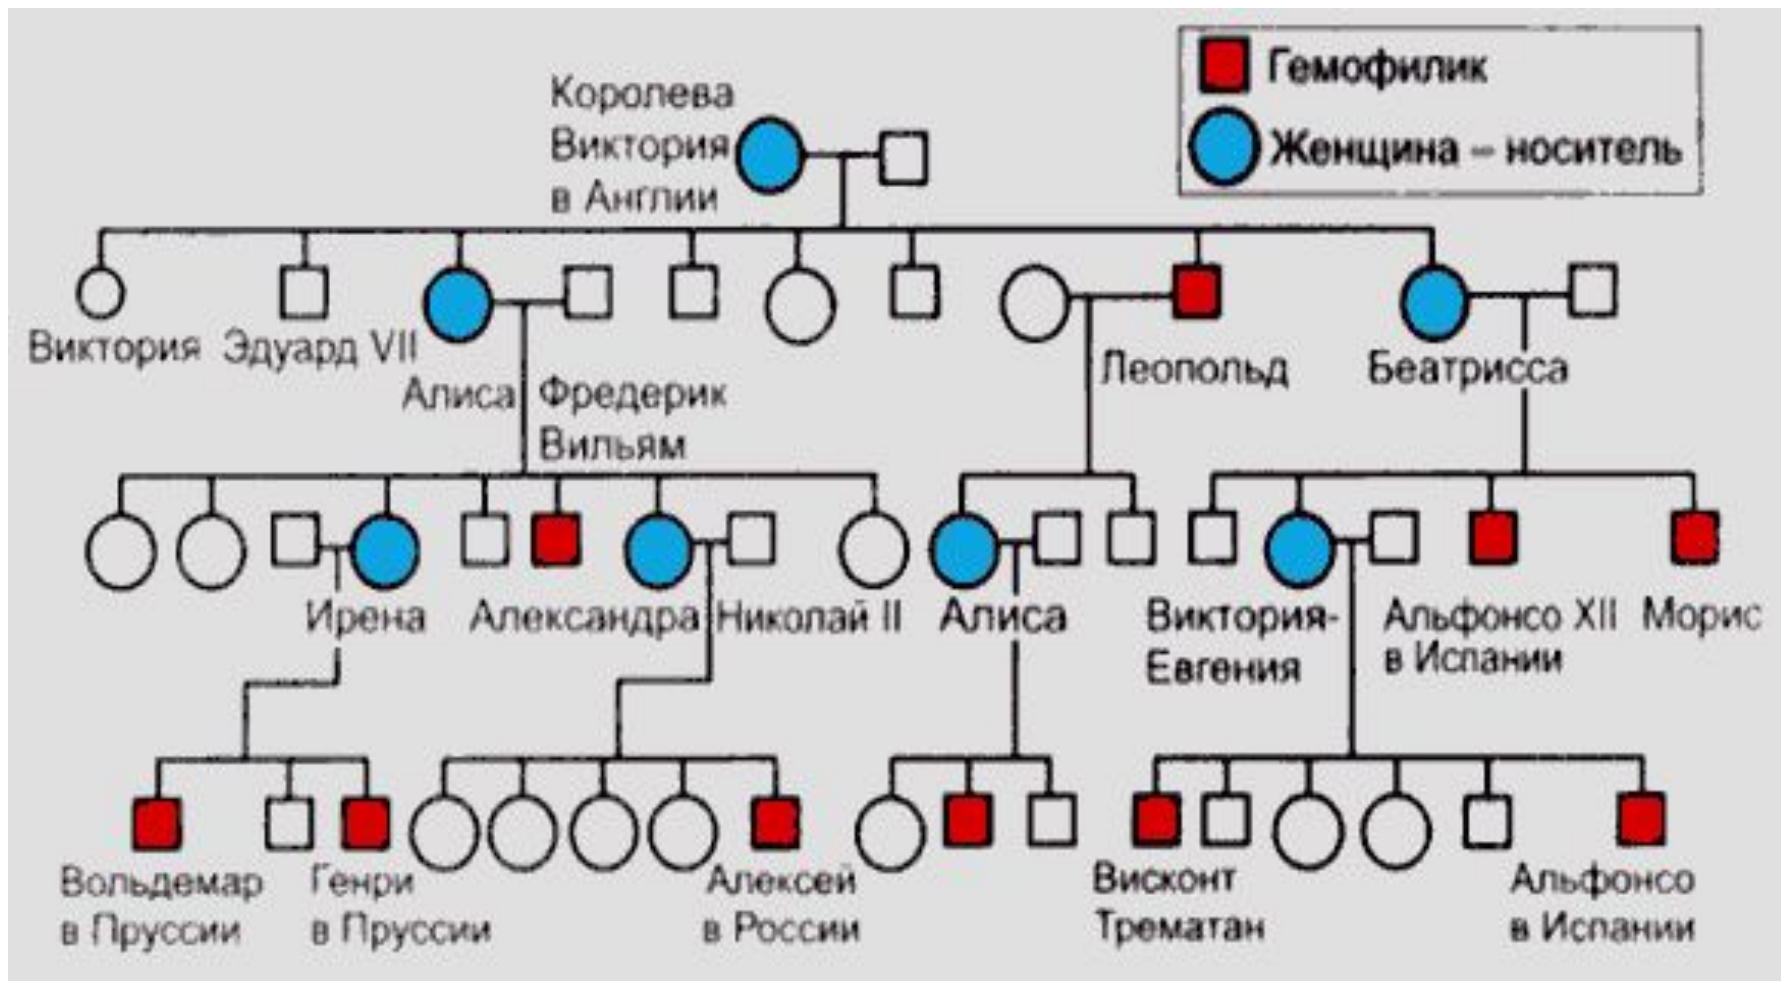 Гемофилик
Женщина – носитель
Королева
Виктория
в Англии
Виктория
Эдуард VII
Алиса
Фредерик
Вильям
Леопольд
Беатрисса
Ирена
Александра
Николай II
Алиса
Виктория-
Евгения
Альфонсо XII
в Испании
Морис
Вольдемар
в Пруссии
Генри
в Пруссии
Алексей
в России
Висконт
Трематан
Альфонсо
в Испании